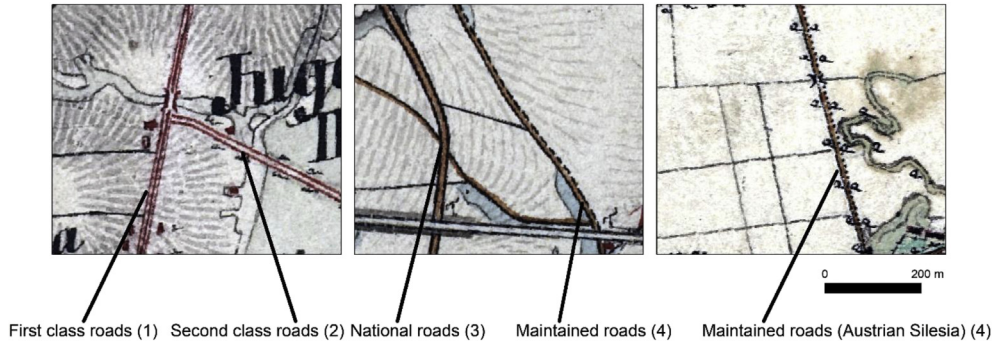 Juge
0 200 m
First class roads (1) Second class roads (2) National roads (3) Maintained roads (4) Maintained roads (Austrian Silesia) (4)